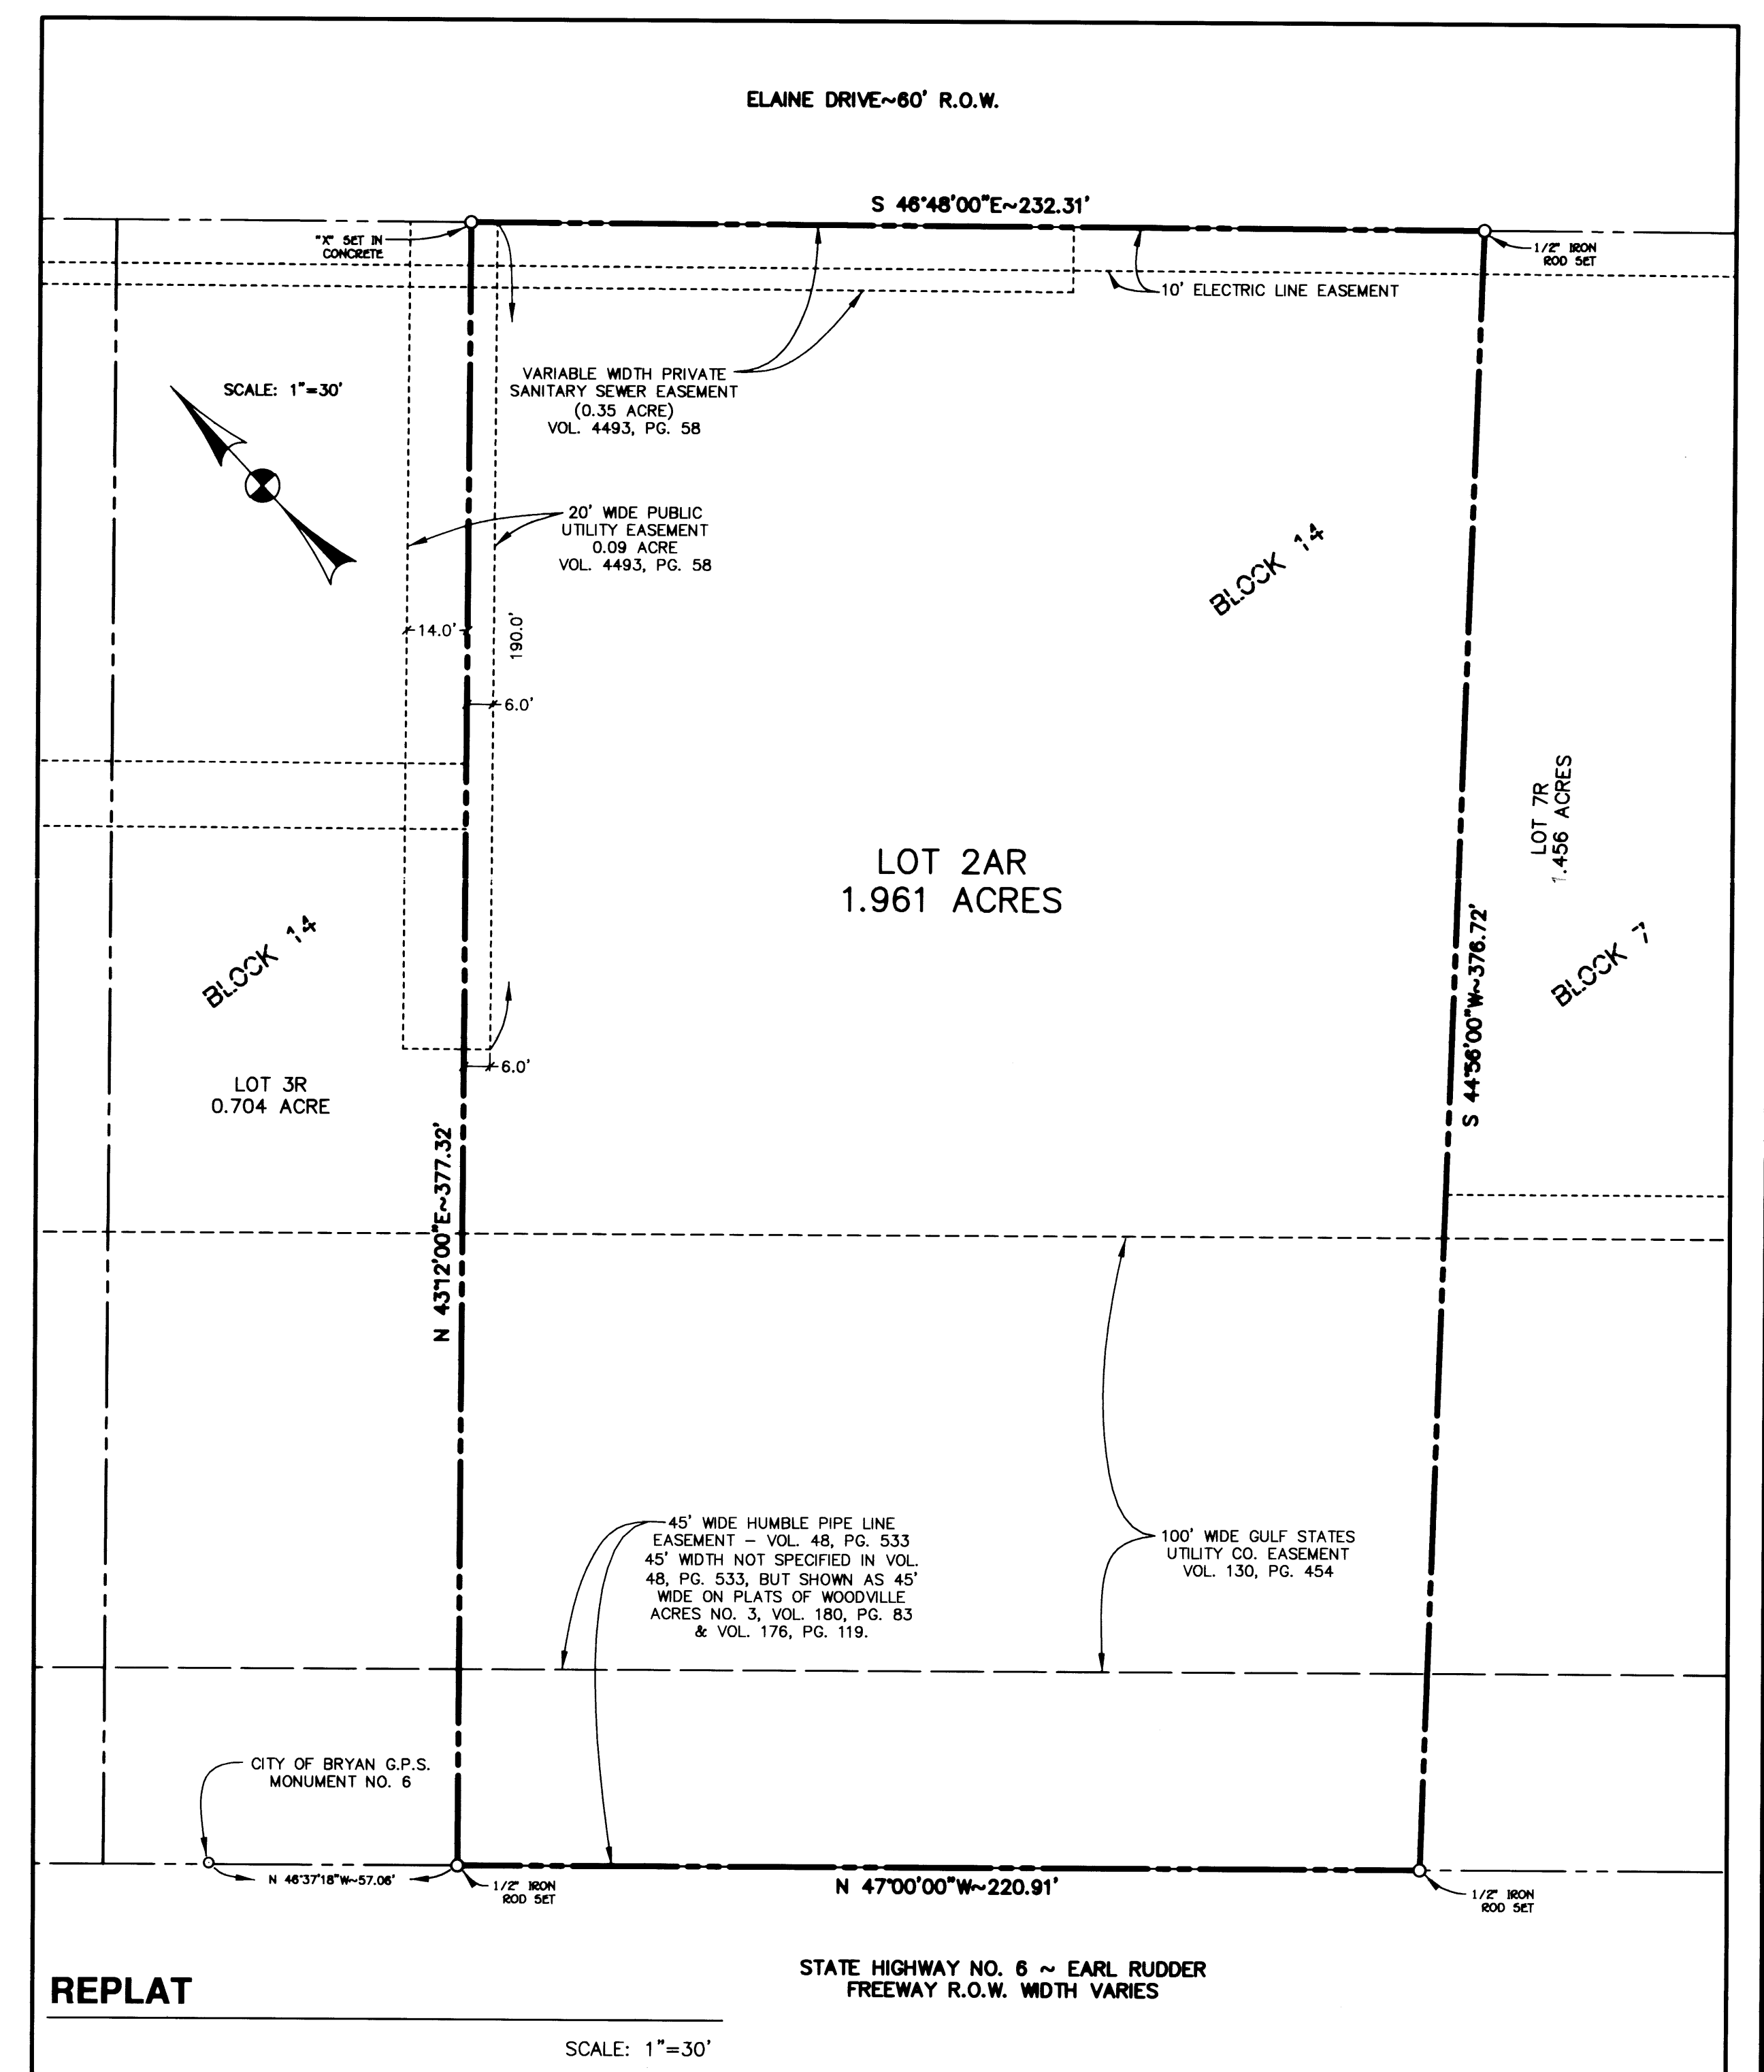 ELAINE DRIVE~60' R.O.W.
S 46°48'00"E~232.31'
"X" SET IN
CONCRETE
1/2" IRON
ROD SET
10' ELECTRIC LINE EASEMENT
VARIABLE WIDTH PRIVATE
SANITARY SEWER EASEMENT
(0.35 ACRE)
VOL. 4493, PG. 58
SCALE: 1"=30'
20' WIDE PUBLIC
UTILITY EASEMENT
0.09 ACRE
VOL. 4493, PG. 58
BLOCK 14
14.0'
190.0'
6.0'
LOT 7R
1.456 ACRES
LOT 2AR
1.961 ACRES
BLOCK 14
S 44°56'00"W~376.72'
BLOCK 7
6.0'
LOT 3R
0.704 ACRE
N 43°12'00"E~377.32'
45' WIDE HUMBLE PIPE LINE
EASEMENT – VOL. 48, PG. 533
45' WIDTH NOT SPECIFIED IN VOL.
48, PG. 533, BUT SHOWN AS 45'
WIDE ON PLATS OF WOODVILLE
ACRES NO. 3, VOL. 180, PG. 83
& VOL. 176, PG. 119.
100' WIDE GULF STATES
UTILITY CO. EASEMENT
VOL. 130, PG. 454
CITY OF BRYAN G.P.S.
MONUMENT NO. 6
N 46°37'18"W~57.06'
1/2" IRON
ROD SET
N 47°00'00"W~220.91'
1/2" IRON
ROD SET
STATE HIGHWAY NO. 6 ~ EARL RUDDER
FREEWAY R.O.W. WIDTH VARIES
REPLAT
SCALE: 1"=30'